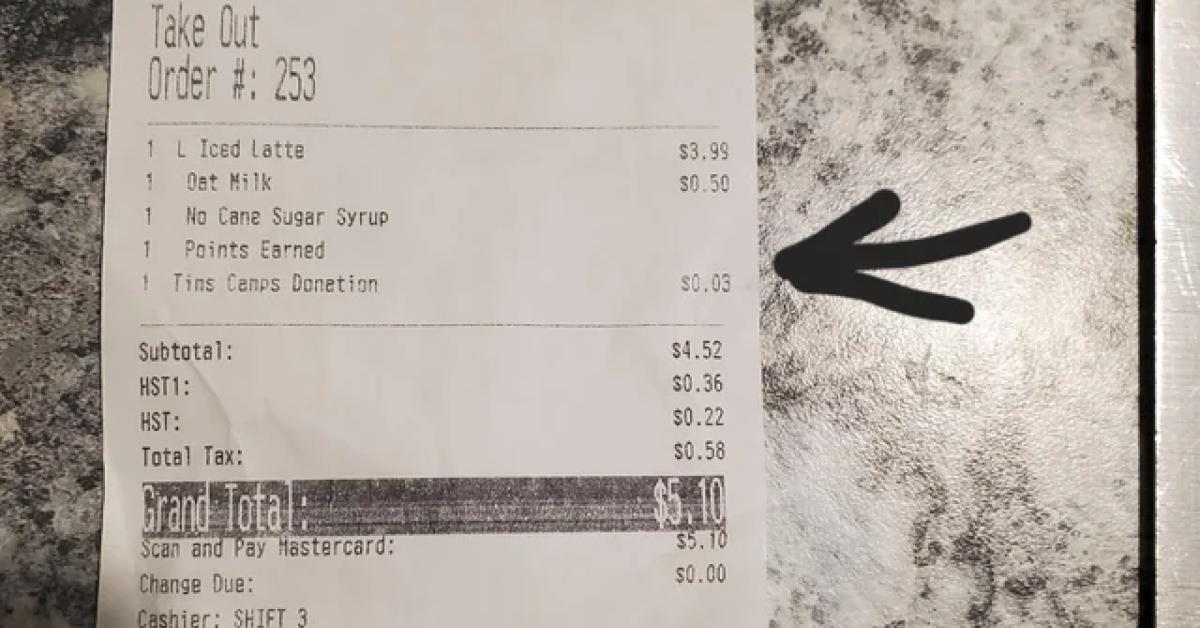 Take Out
Order #: 253
1 L Iced Latte $3.99
1 Oat Milk $0.50
1 No Cane Sugar Syrup
1 Points Earned
1 Tims Camps Donation $0.03
Subtotal: $4.52
HST1: $0.36
HST: $0.22
Total Tax: $0.58
Grand Total: $5.10
Scan and Pay Mastercard: $5.10
Change Due: $0.00
Cashier: SHIFT 3